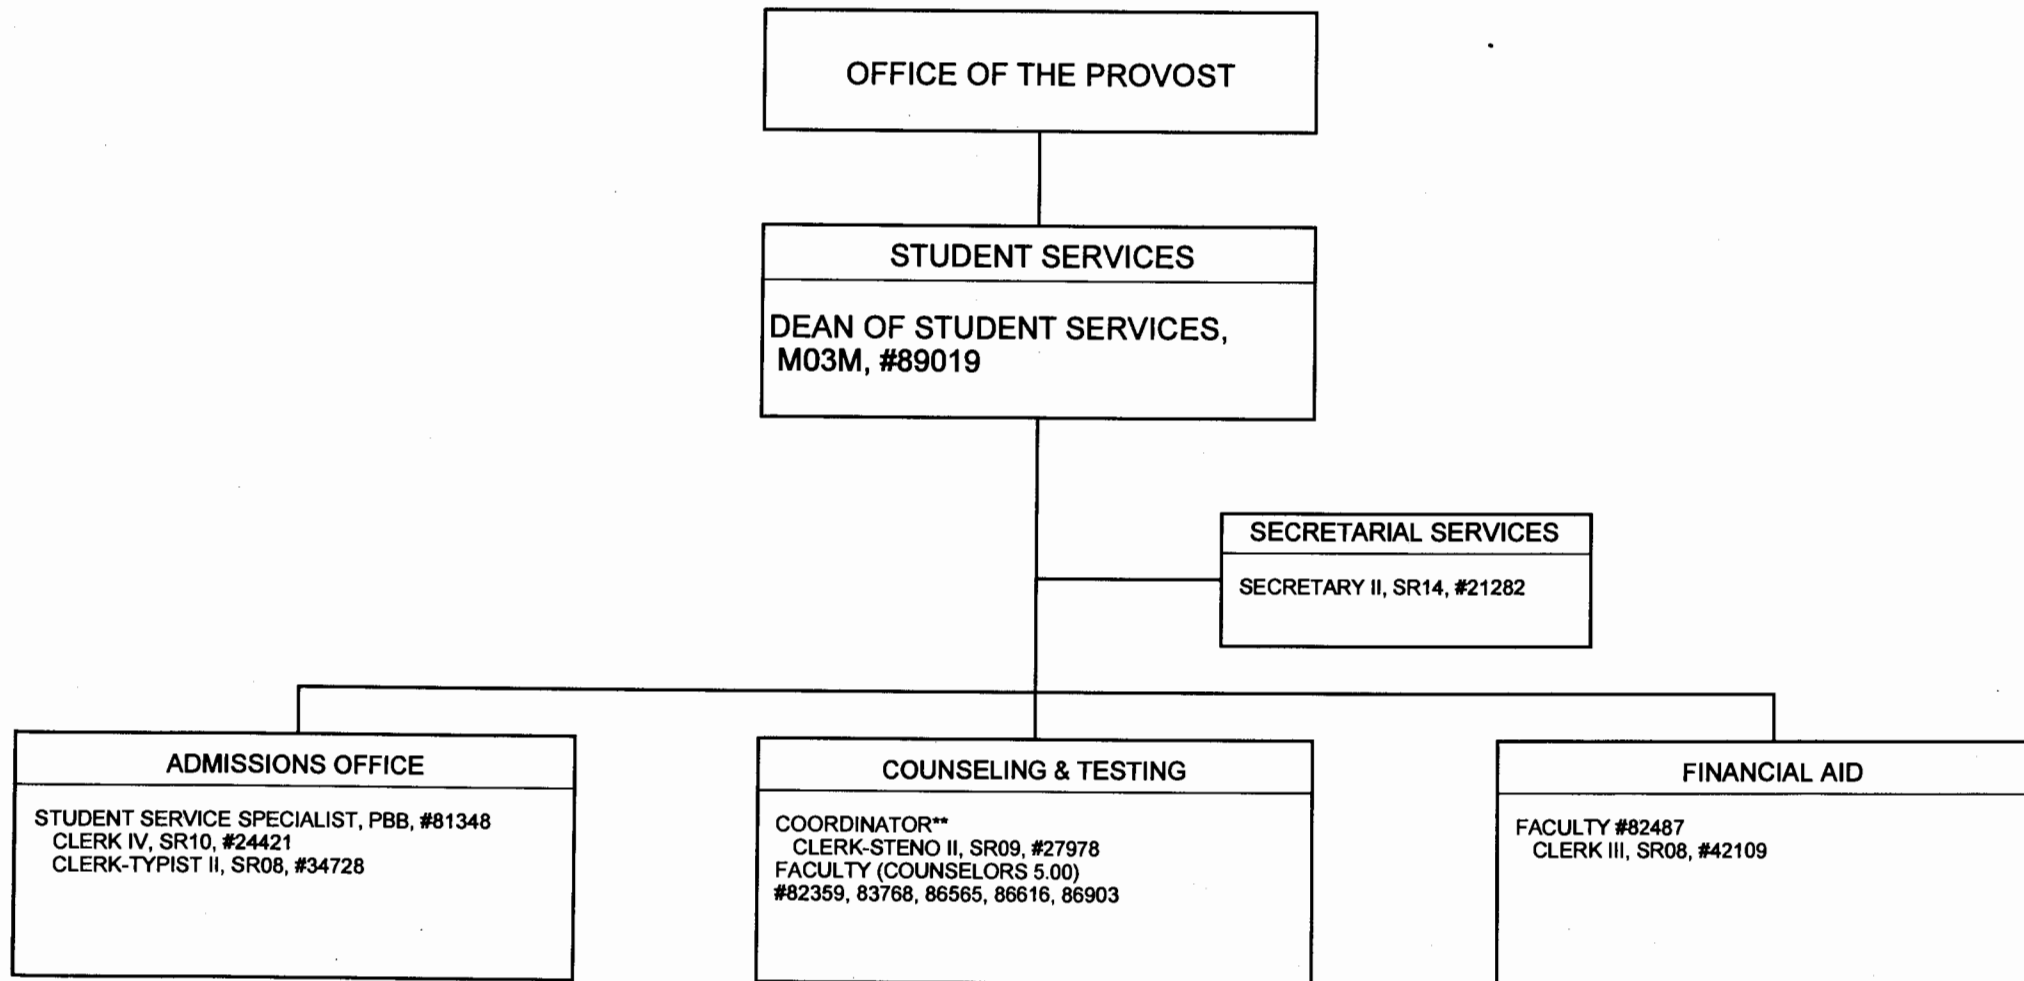 OFFICE OF THE PROVOST
STUDENT SERVICES
DEAN OF STUDENT SERVICES,
M03M, #89019
SECRETARIAL SERVICES
SECRETARY II, SR14, #21282
ADMISSIONS OFFICE
STUDENT SERVICE SPECIALIST, PBB, #81348
CLERK IV, SR10, #24421
CLERK-TYPIST II, SR08, #34728
COUNSELING & TESTING
COORDINATOR**
CLERK-STENO II, SR09, #27978
FACULTY (COUNSELORS 5.00)
#82359, 83768, 86565, 86616, 86903
FINANCIAL AID
FACULTY #82487
CLERK III, SR08, #42109